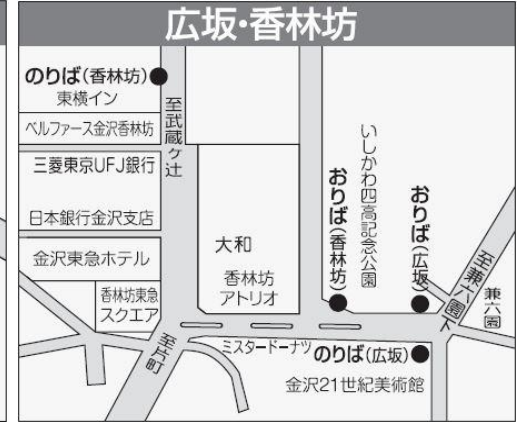 広坂・香林坊
のりば(香林坊)
東横イン
ベルファース金沢香林坊
三菱東京UFJ銀行
日本銀行金沢支店
金沢東急ホテル
香林坊東急
スクエア
至武蔵ヶ辻
大和
香林坊
アトリオ
いしかわ四高記念公園
おりば(香林坊)
おりば(広坂)
至兼六園下
兼六園
至片町
ミスタードーナツ
のりば(広坂)
金沢21世紀美術館